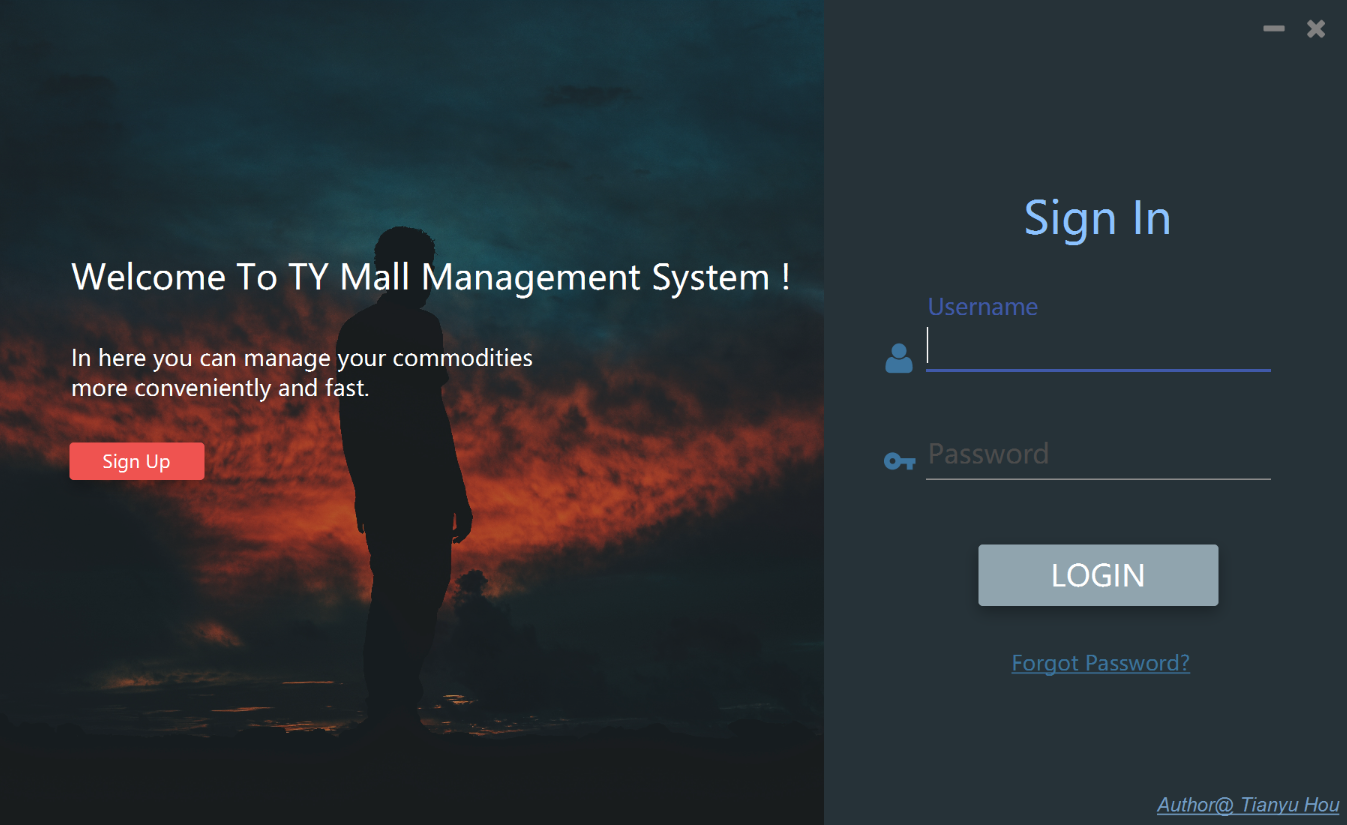 Welcome To TY Mall Management System !
In here you can manage your commodities
more conveniently and fast.
Sign Up
Sign In
Username
Password
LOGIN
Forgot Password?
Author@ Tianyu Hou